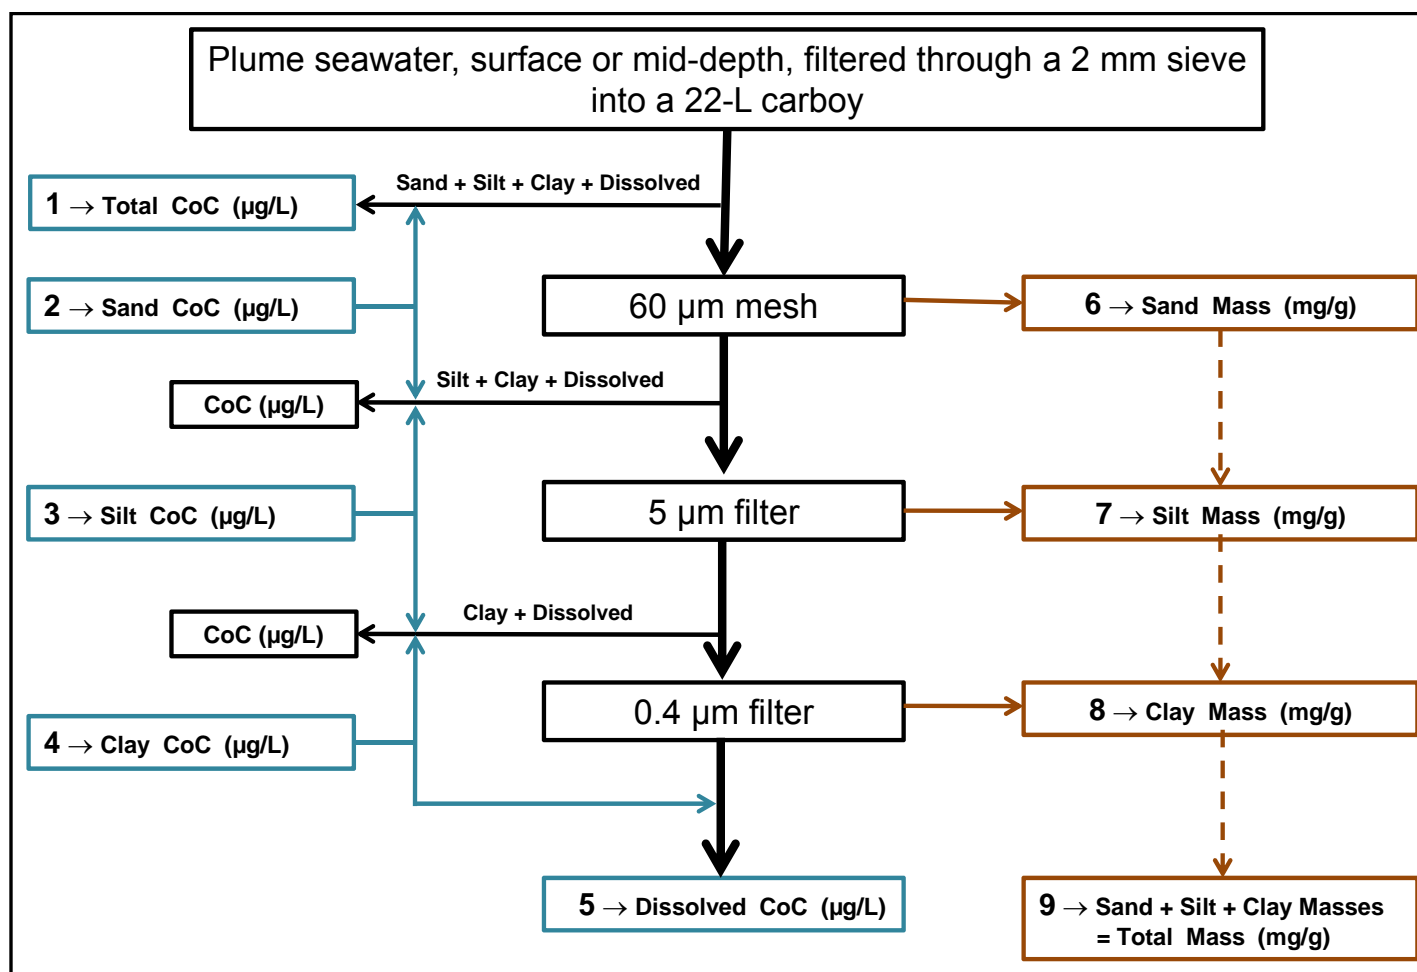 Plume seawater, surface or mid-depth, filtered through a 2 mm sieve
into a 22-L carboy
Sand + Silt + Clay + Dissolved
1 → Total CoC (µg/L)
2 → Sand CoC (µg/L)
60 µm mesh
6 → Sand Mass (mg/g)
Silt + Clay + Dissolved
CoC (µg/L)
3 → Silt CoC (µg/L)
5 µm filter
7 → Silt Mass (mg/g)
Clay + Dissolved
CoC (µg/L)
4 → Clay CoC (µg/L)
0.4 µm filter
8 → Clay Mass (mg/g)
5 → Dissolved CoC (µg/L)
9 → Sand + Silt + Clay Masses
= Total Mass (mg/g)